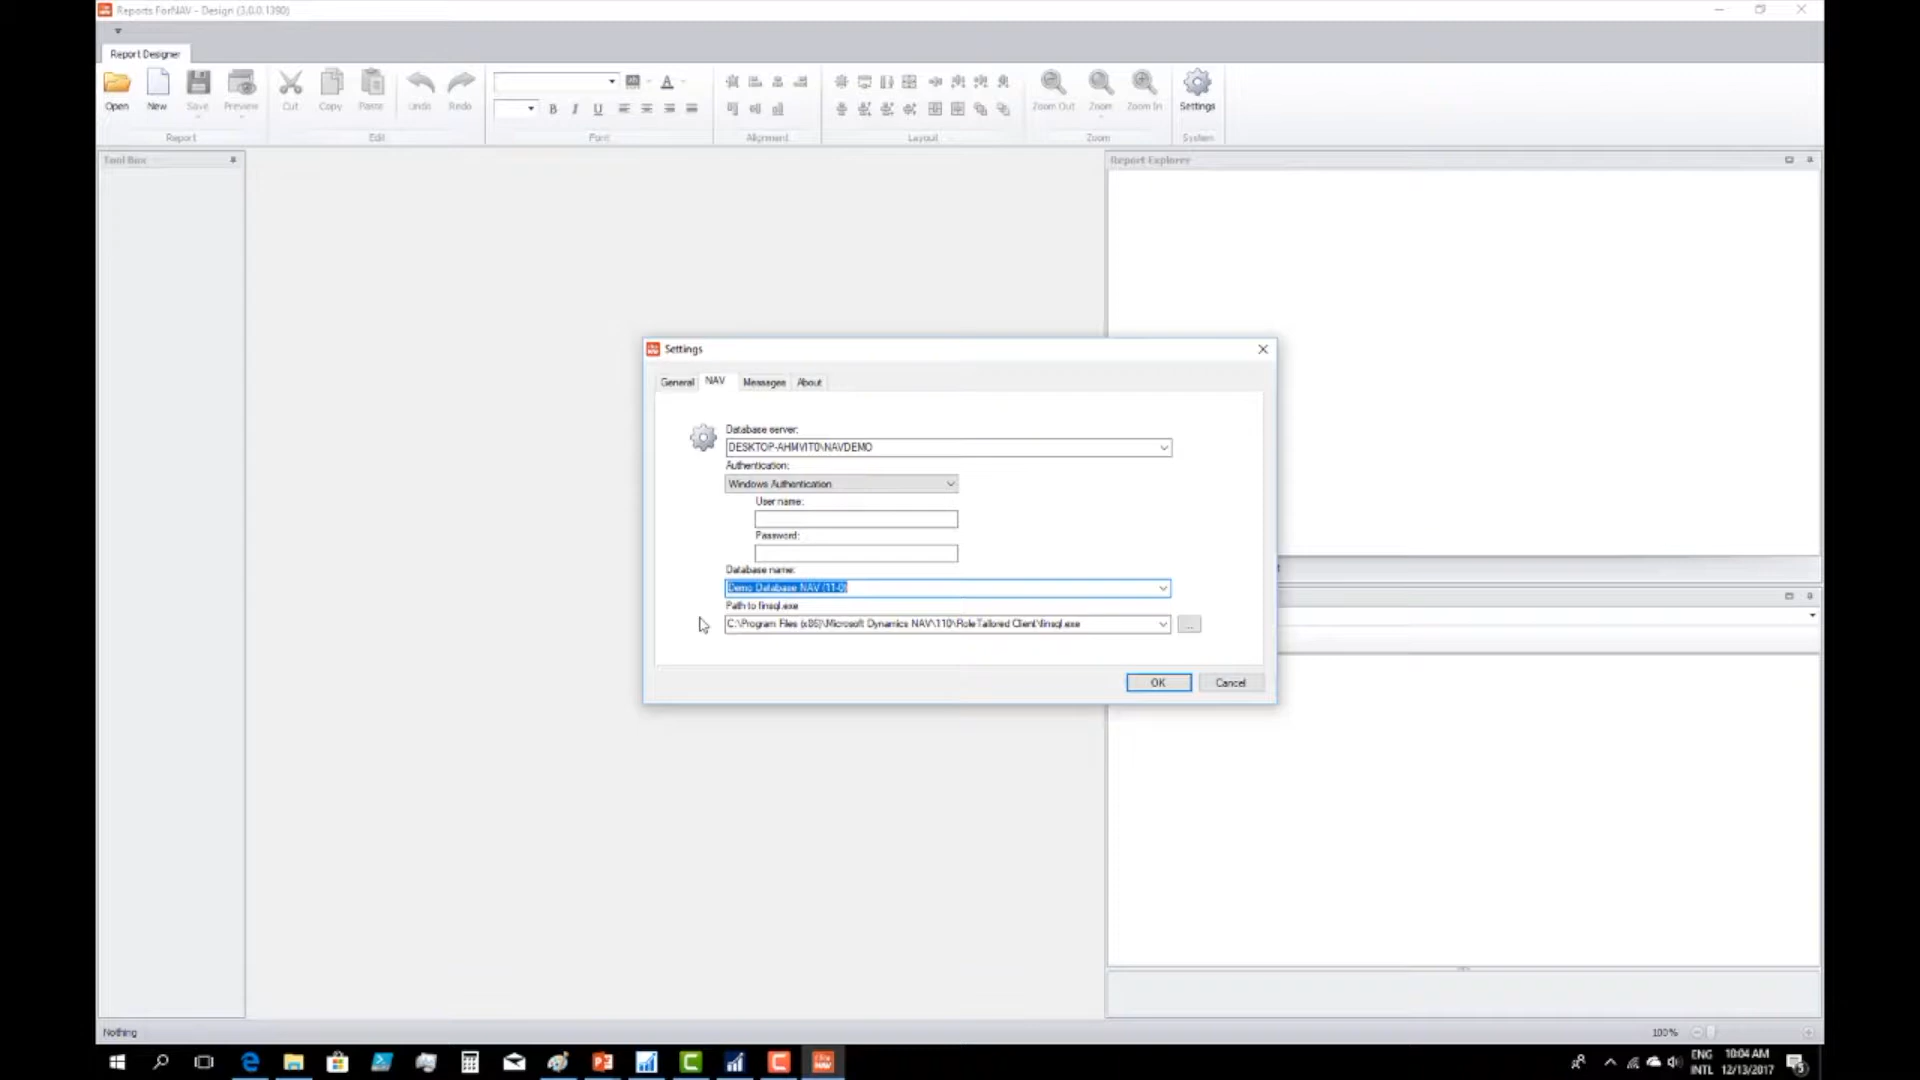 Reports ForNAV - Design (3.0.0.1390)
Report Designer
Open
New
Save
Preview
Cut
Copy
Paste
Undo
Redo
B I U
Zoom Out
Zoom
Zoom In
Settings
Report
Edit
Font
Alignment
Layout
Zoom
System
Tool Box
Report Explorer
Settings
General
NAV
Messages
About
Database server:
DESKTOP-AHMVIT0\NAVDEMO
Authentication:
Windows Authentication
User name:
Password:
Database name:
Demo Database NAV (11-0)
Path to finsql.exe
C:\Program Files (x86)\Microsoft Dynamics NAV\110\RoleTailored Client\finsql.exe
...
OK
Cancel
Nothing
100%
ENG
INTL
10:04 AM
12/13/2017